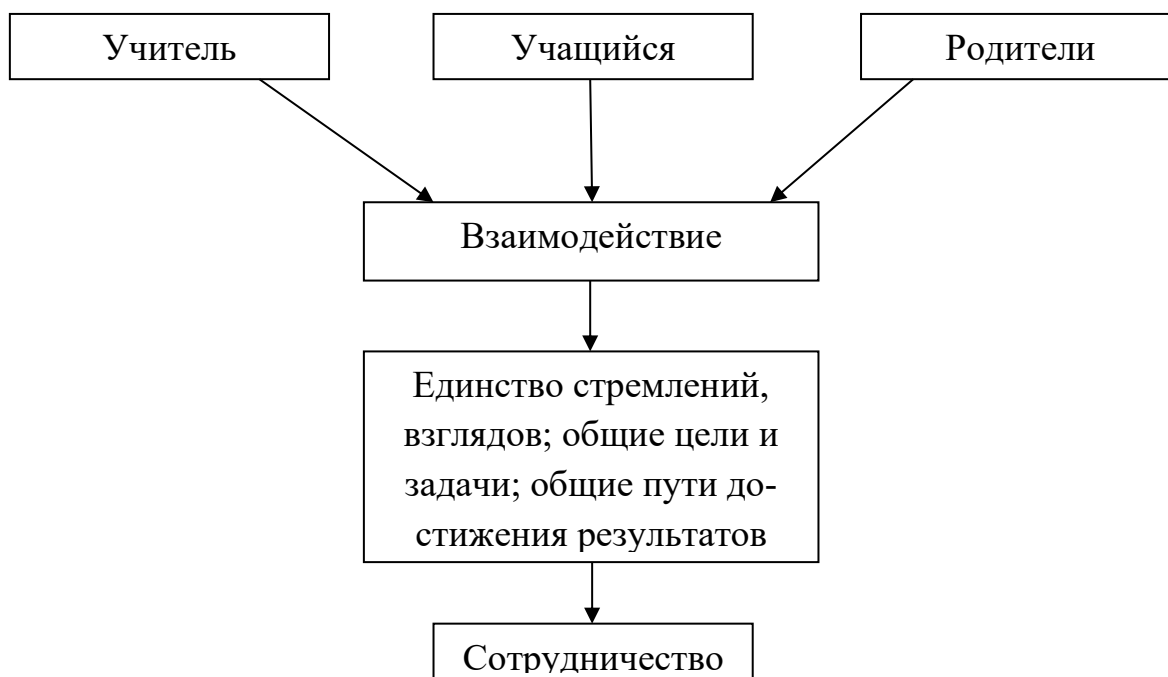 Учитель
Учащийся
Родители
Взаимодействие
Единство стремлений,
взглядов; общие цели и
задачи; общие пути до-
стижения результатов
Сотрудничество